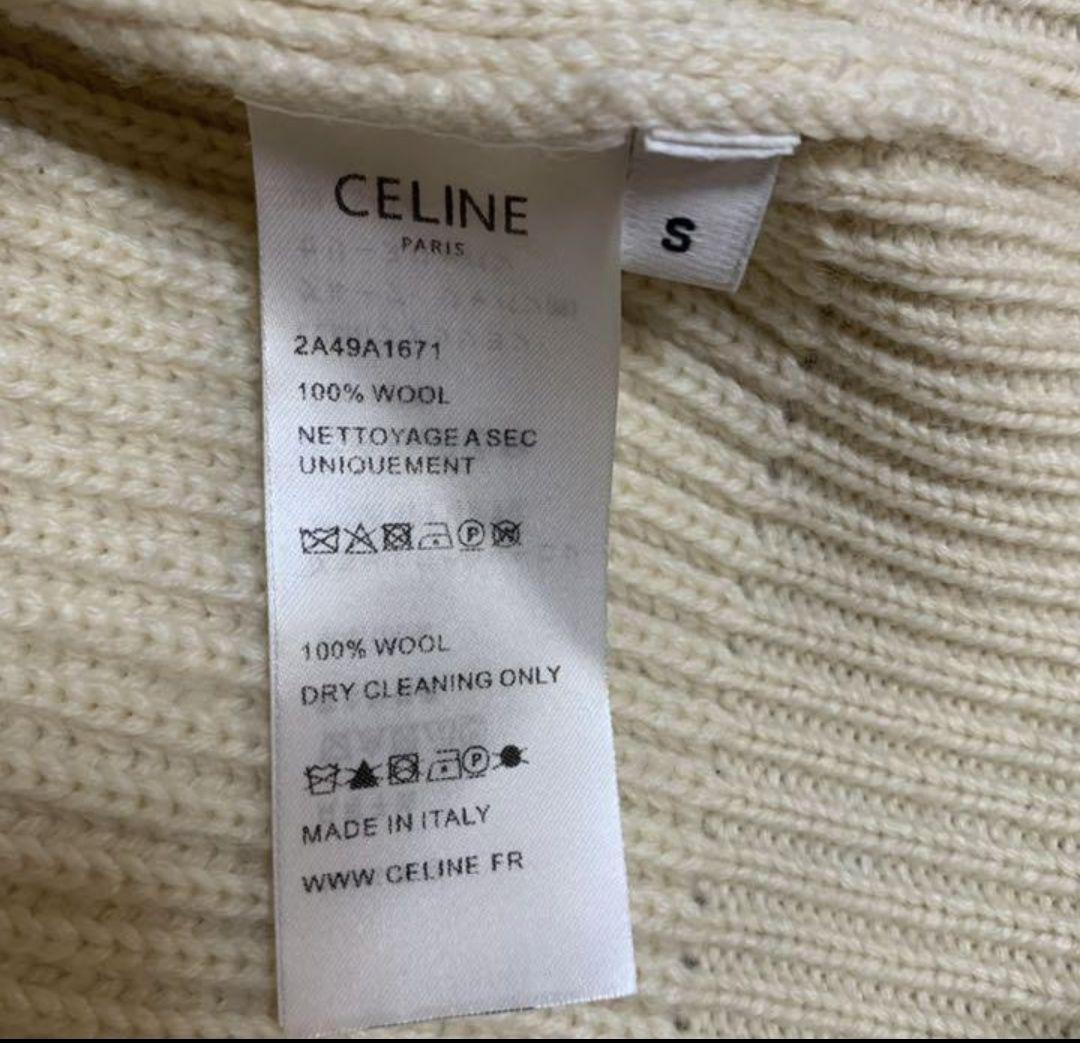 CELINE
PARIS
S
2A49A1671
100% WOOL
NETTOYAGE A SEC
UNIQUEMENT
P W
100% WOOL
DRY CLEANING ONLY
P
MADE IN ITALY
WWW.CELINE FR